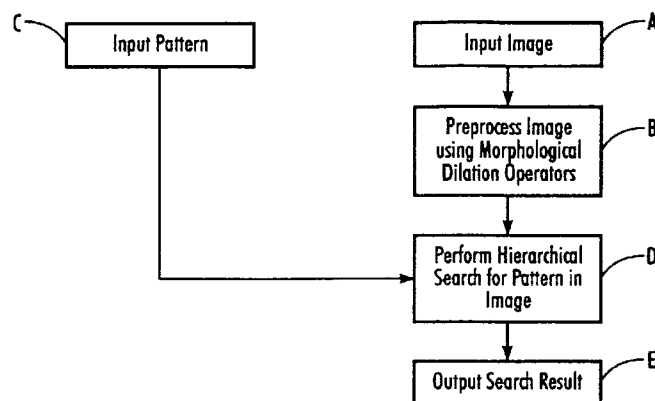 C
Input Pattern
Input Image
A
Preprocess Image
using Morphological
Dilation Operators
B
Perform Hierarchical
Search for Pattern in
Image
D
Output Search Result
E